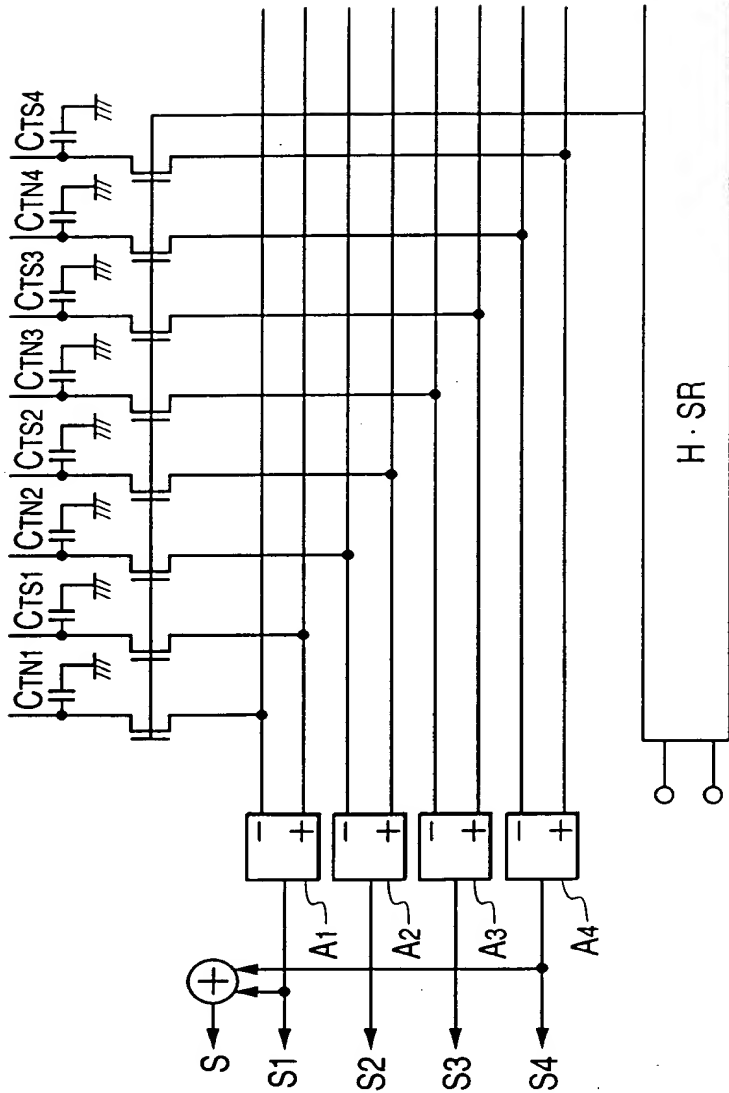 CTN1
CTS1
CTN2
CTS2
CTN3
CTS3
CTN4
CTS4
− +
− +
− +
− +
A1
A2
A3
A4
+
S
S1
S2
S3
S4
H · SR